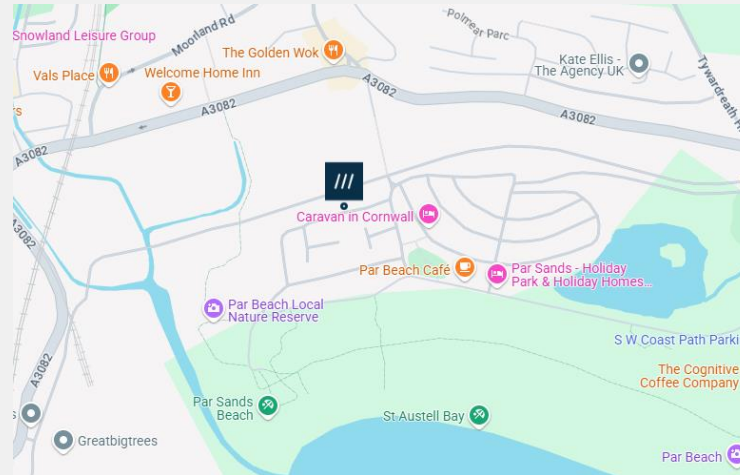 Snowland Leisure Group
Moorland Rd
Polmear Parc
The Golden Wok
Kate Ellis -
The Agency UK
Vals Place
Welcome Home Inn
A3082
A3082
A3082
A3082
A3082
Caravan in Cornwall
Par Beach Café
Par Sands - Holiday
Park & Holiday Homes...
Par Beach Local
Nature Reserve
S W Coast Path Parki
The Cognitive
Coffee Company
A3082
Par Sands
Beach
St Austell Bay
Greatbigtrees
Par Beach